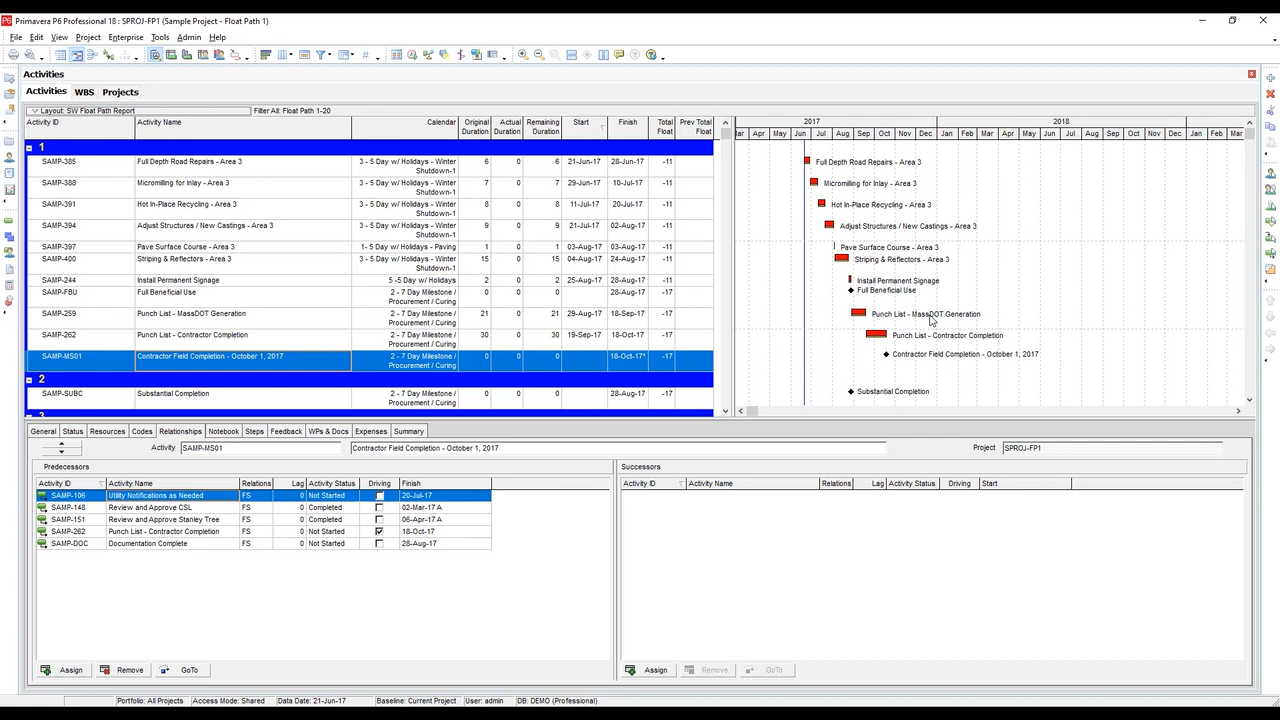 Primavera P6 Professional 18 : SPROJ-FP1 (Sample Project - Float Path 1)
File Edit View Project Enterprise Tools Admin Help
Activities
Activities WBS Projects
Layout: SW Float Path Report Filter All: Float Path 1-20
Activity ID Activity Name Calendar Original Duration Actual Duration Remaining Duration Start Finish Total Float Prev Total Float
2017 2018
Apr May Jun Jul Aug Sep Oct Nov Dec Jan Feb Mar Apr May Jun Jul Aug Sep Oct Nov Dec Jan Feb Mar
1
SAMP-385 Full Depth Road Repairs - Area 3 3 - 5 Day w/ Holidays - Winter Shutdown-1 6 0 6 21-Jun-17 28-Jun-17 -11 Full Depth Road Repairs - Area 3
SAMP-388 Micromilling for Inlay - Area 3 3 - 5 Day w/ Holidays - Winter Shutdown-1 7 0 7 29-Jun-17 10-Jul-17 -11 Micromilling for Inlay - Area 3
SAMP-391 Hot In-Place Recycling - Area 3 3 - 5 Day w/ Holidays - Winter Shutdown-1 8 0 8 11-Jul-17 20-Jul-17 -11 Hot In-Place Recycling - Area 3
SAMP-394 Adjust Structures / New Castings - Area 3 3 - 5 Day w/ Holidays - Winter Shutdown-1 9 0 9 21-Jul-17 02-Aug-17 -11 Adjust Structures / New Castings - Area 3
SAMP-397 Pave Surface Course - Area 3 1- 5 Days w/ Holidays - Paving 1 0 1 03-Aug-17 03-Aug-17 -11 Pave Surface Course - Area 3
SAMP-400 Striping & Reflectors - Area 3 3 - 5 Day w/ Holidays - Winter Shutdown-1 15 0 15 04-Aug-17 24-Aug-17 -11 Striping & Reflectors - Area 3
SAMP-244 Install Permanent Signage 5 -5 Day w/ Holidays 2 0 2 25-Aug-17 28-Aug-17 -11 Install Permanent Signage
SAMP-FBU Full Beneficial Use 2 - 7 Day Milestone / Procurement / Curing 0 0 0 28-Aug-17 -17 Full Beneficial Use
SAMP-259 Punch List - MassDOT Generation 2 - 7 Day Milestone / Procurement / Curing 21 0 21 29-Aug-17 18-Sep-17 -17 Punch List - MassDOT Generation
SAMP-262 Punch List - Contractor Completion 2 - 7 Day Milestone / Procurement / Curing 30 0 30 19-Sep-17 18-Oct-17 -17 Punch List - Contractor Completion
SAMP-MS01 Contractor Field Completion - October 1, 2017 2 - 7 Day Milestone / Procurement / Curing 0 0 0 18-Oct-17* -17 Contractor Field Completion - October 1, 2017
2
SAMP-SUBC Substantial Completion 2 - 7 Day Milestone / Procurement / Curing 0 0 0 28-Aug-17 -17 Substantial Completion
General Status Resources Codes Relationships Notebook Steps Feedback WPs & Docs Expenses Summary
Activity SAMP-MS01 Contractor Field Completion - October 1, 2017 Project SPROJ-FP1
Predecessors Successors
Activity ID Activity Name Relations Lag Activity Status Driving Finish Activity ID Activity Name Relations Lag Activity Status Driving Start
SAMP-106 Utility Notifications as Needed FS 0 Not Started 20-Jul-17
SAMP-148 Review and Approve CSL FS 0 Completed 02-Mar-17 A
SAMP-151 Review and Approve Stanley Tree FS 0 Completed 06-Apr-17 A
SAMP-262 Punch List - Contractor Completion FS 0 Not Started 18-Oct-17
SAMP-DOC Documentation Complete FS 0 Not Started 28-Aug-17
Assign Remove GoTo Assign Remove GoTo
Portfolio: All Projects Access Mode: Shared Data Date: 21-Jun-17 Baseline: Current Project User: admin DB: DEMO (Professional)